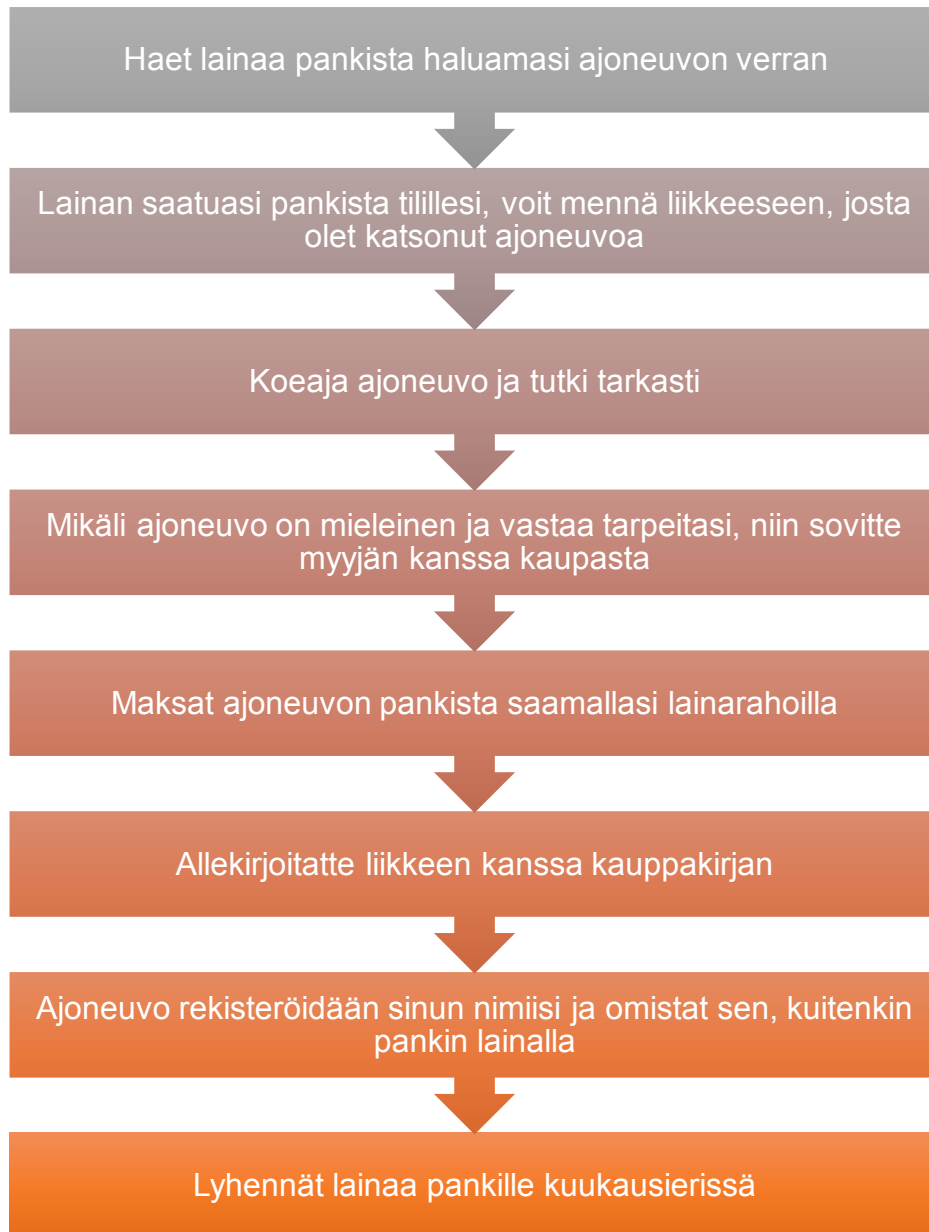 Haet lainaa pankista haluamasi ajoneuvon verran
Lainan saatuasi pankista tilillesi, voit mennä liikkeeseen, josta
olet katsonut ajoneuvoa
Koeaja ajoneuvo ja tutki tarkasti
Mikäli ajoneuvo on mieleinen ja vastaa tarpeitasi, niin sovitte
myyjän kanssa kaupasta
Maksat ajoneuvon pankista saamallasi lainarahoilla
Allekirjoitatte liikkeen kanssa kauppakirjan
Ajoneuvo rekisteröidään sinun nimiisi ja omistat sen, kuitenkin
pankin lainalla
Lyhennät lainaa pankille kuukausierissä